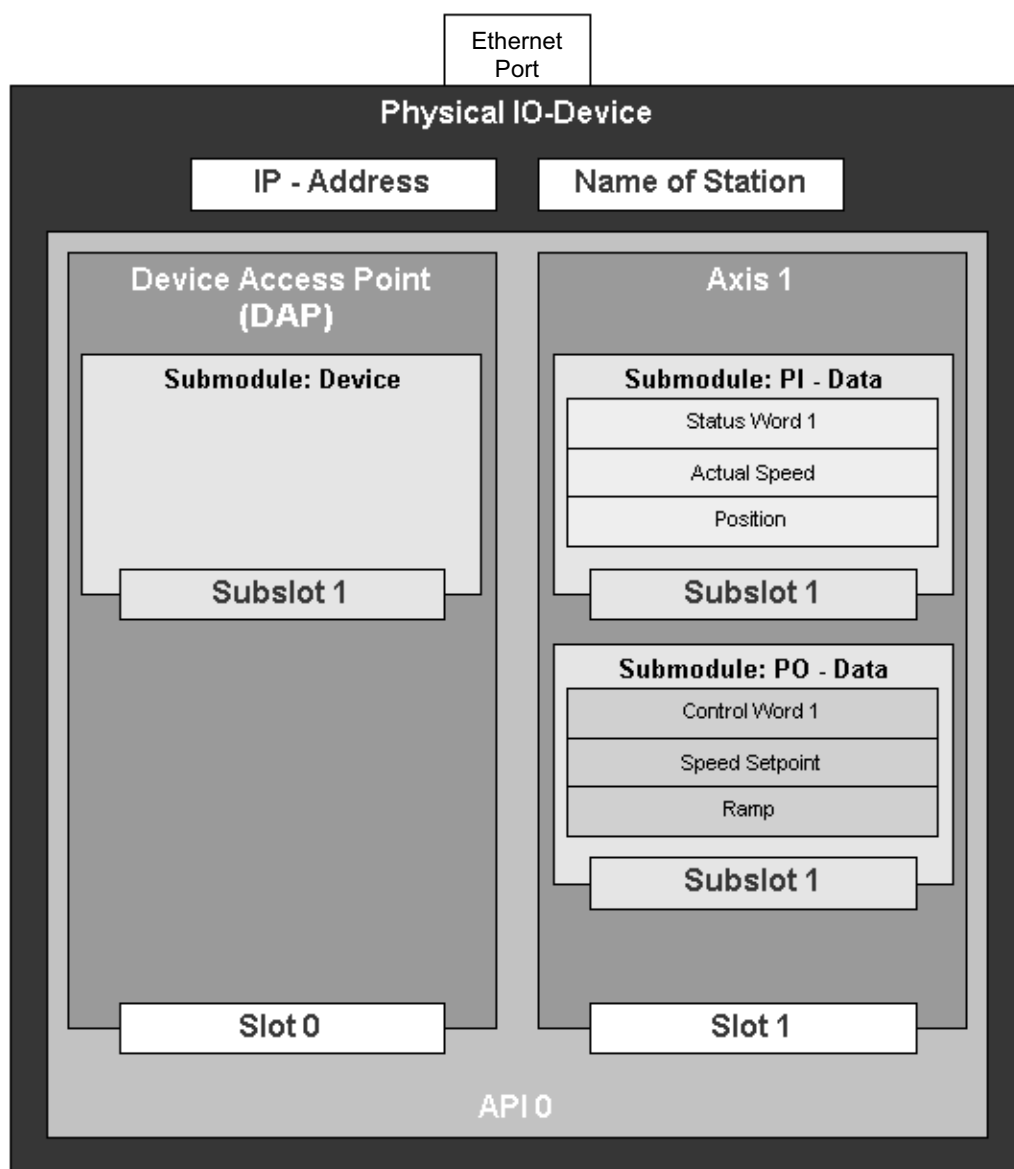 Ethernet
Port
Physical IO-Device
IP - Address
Name of Station
Device Access Point
(DAP)
Submodule: Device
Subslot 1
Slot 0
Axis 1
Submodule: PI - Data
Status Word 1
Actual Speed
Position
Subslot 1
Submodule: PO - Data
Control Word 1
Speed Setpoint
Ramp
Subslot 1
Slot 1
API 0